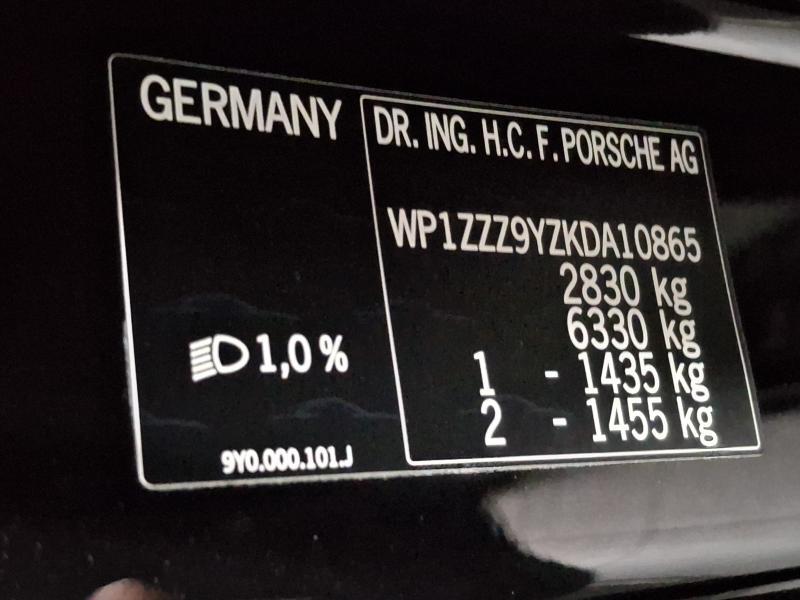 GERMANY
DR. ING. H.C. F. PORSCHE AG
WP1ZZZ9YZKDA10865
2830 kg
6330 kg
1 - 1435 kg
2 - 1455 kg
1,0 %
9Y0.000.101.J